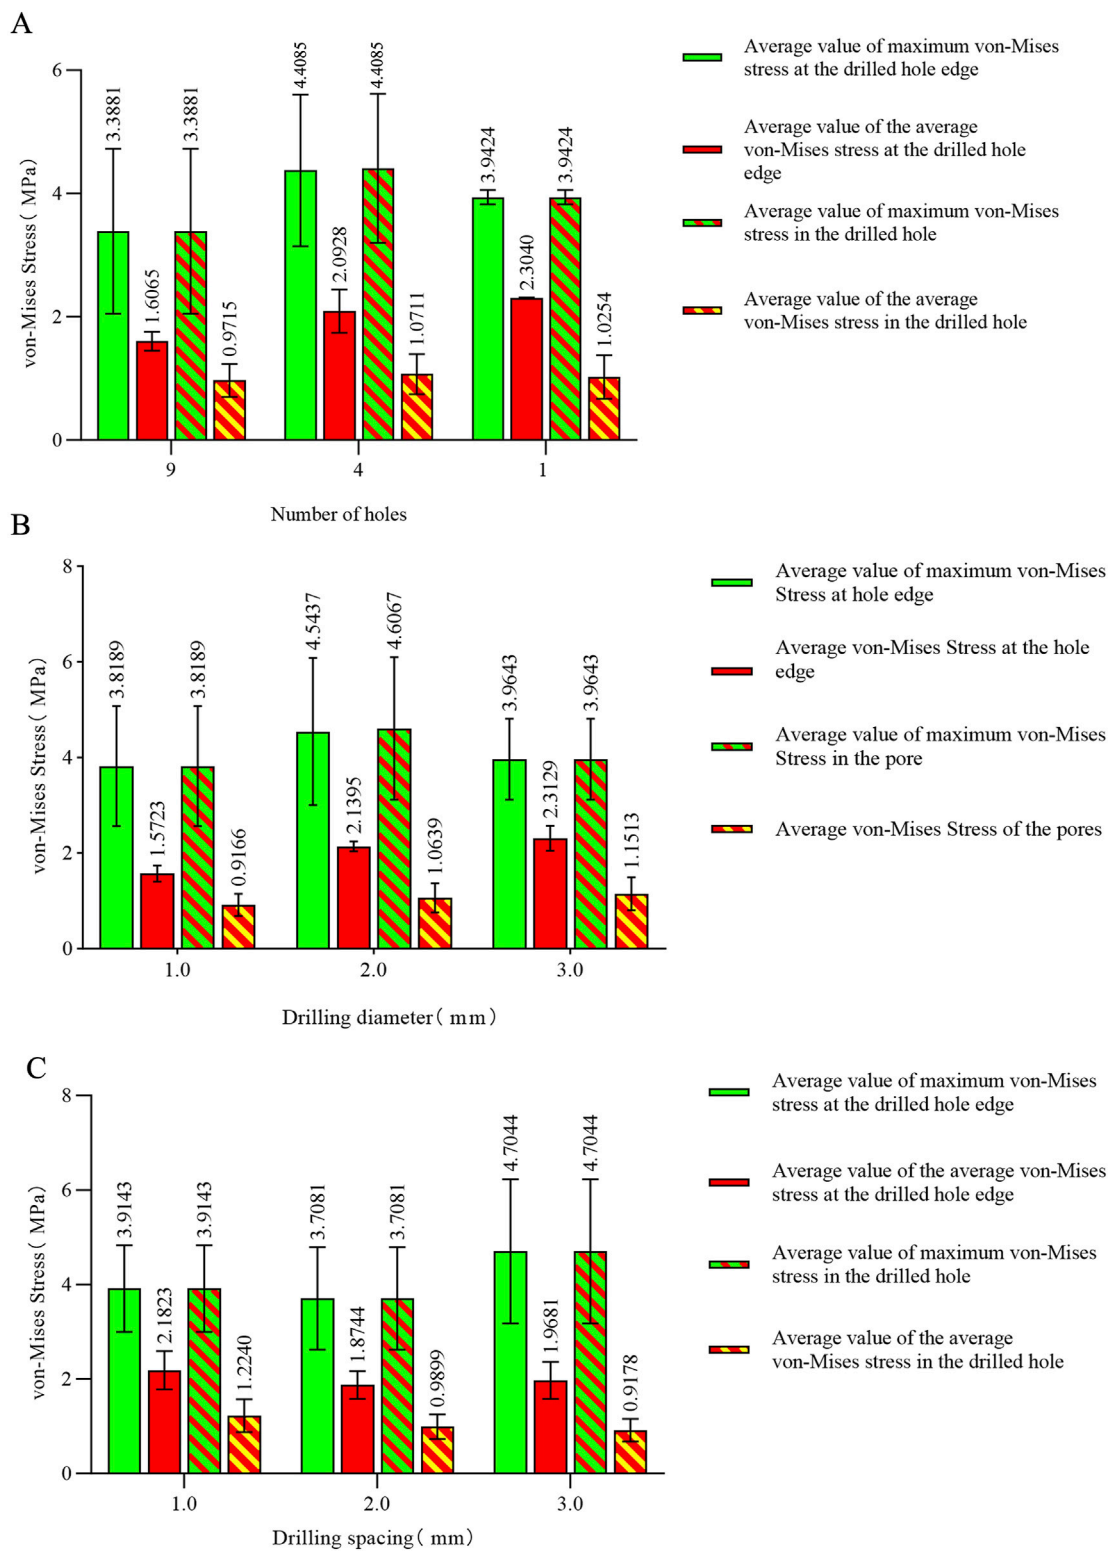 A
von-Mises Stress( MPa)
6
4
2
0
3.3881
1.6065
3.3881
0.9715
4.4085
2.0928
4.4085
1.0711
3.9424
2.3040
3.9424
1.0254
9
4
1
Number of holes
Average value of maximum von-Mises
stress at the drilled hole edge
Average value of the average
von-Mises stress at the drilled hole
edge
Average value of maximum von-Mises
stress in the drilled hole
Average value of the average
von-Mises stress in the drilled hole
B
von-Mises Stress( MPa)
8
6
4
2
0
3.8189
1.5723
3.8189
0.9166
4.5437
2.1395
4.6067
1.0639
3.9643
2.3129
3.9643
1.1513
1.0
2.0
3.0
Drilling diameter( mm)
Average value of maximum von-Mises
Stress at hole edge
Average von-Mises Stress at the hole
edge
Average value of maximum von-Mises
Stress in the pore
Average von-Mises Stress of the pores
C
von-Mises Stress( MPa)
8
6
4
2
0
3.9143
2.1823
3.9143
1.2240
3.7081
1.8744
3.7081
0.9899
4.7044
1.9681
4.7044
0.9178
1.0
2.0
3.0
Drilling spacing( mm)
Average value of maximum von-Mises
stress at the drilled hole edge
Average value of the average von-Mises
stress at the drilled hole edge
Average value of maximum von-Mises
stress in the drilled hole
Average value of the average
von-Mises stress in the drilled hole